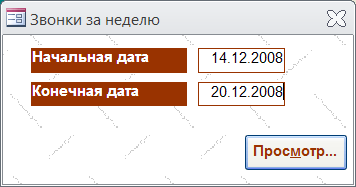 Звонки за неделю
Начальная дата 14.12.2008
Конечная дата 20.12.2008
Просмотр...